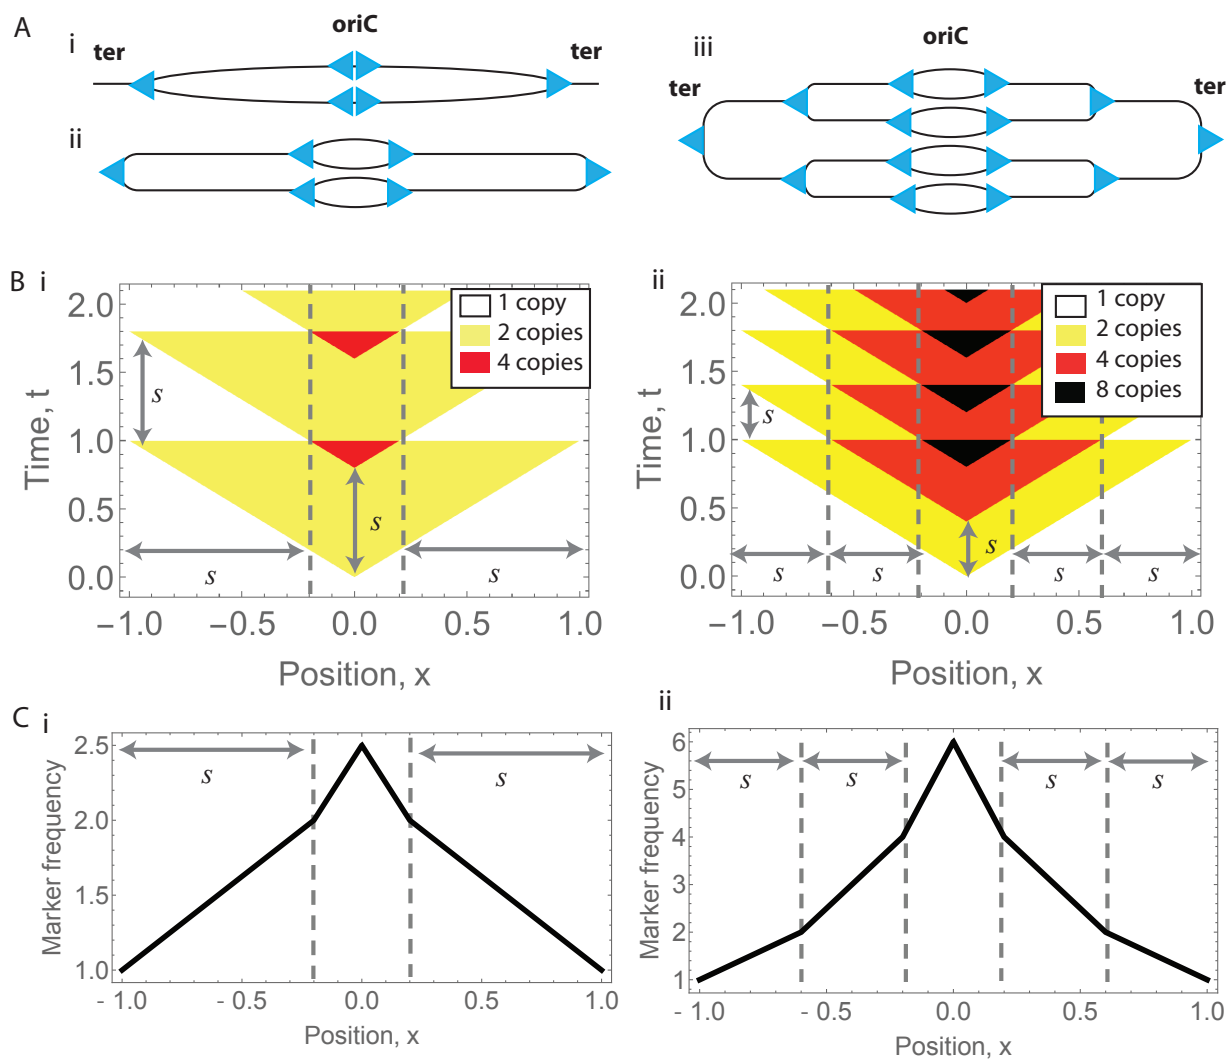 A
i
ter
oriC
ter
ii
iii
ter
oriC
ter
B i
Time, t
2.0
1.5
1.0
0.5
0.0
1 copy
2 copies
4 copies
s
s
s
s
−1.0 −0.5 0.0 0.5 1.0
Position, x
ii
Time, t
2.0
1.5
1.0
0.5
0.0
1 copy
2 copies
4 copies
8 copies
s
s
s s s s
−1.0 −0.5 0.0 0.5 1.0
Position, x
C i
Marker frequency
2.5
2.0
1.5
1.0
s s
- 1.0 - 0.5 0.0 0.5 1.0
Position, x
ii
Marker frequency
6
5
4
3
2
1
s s s s
- 1.0 - 0.5 0.0 0.5 1.0
Position, x